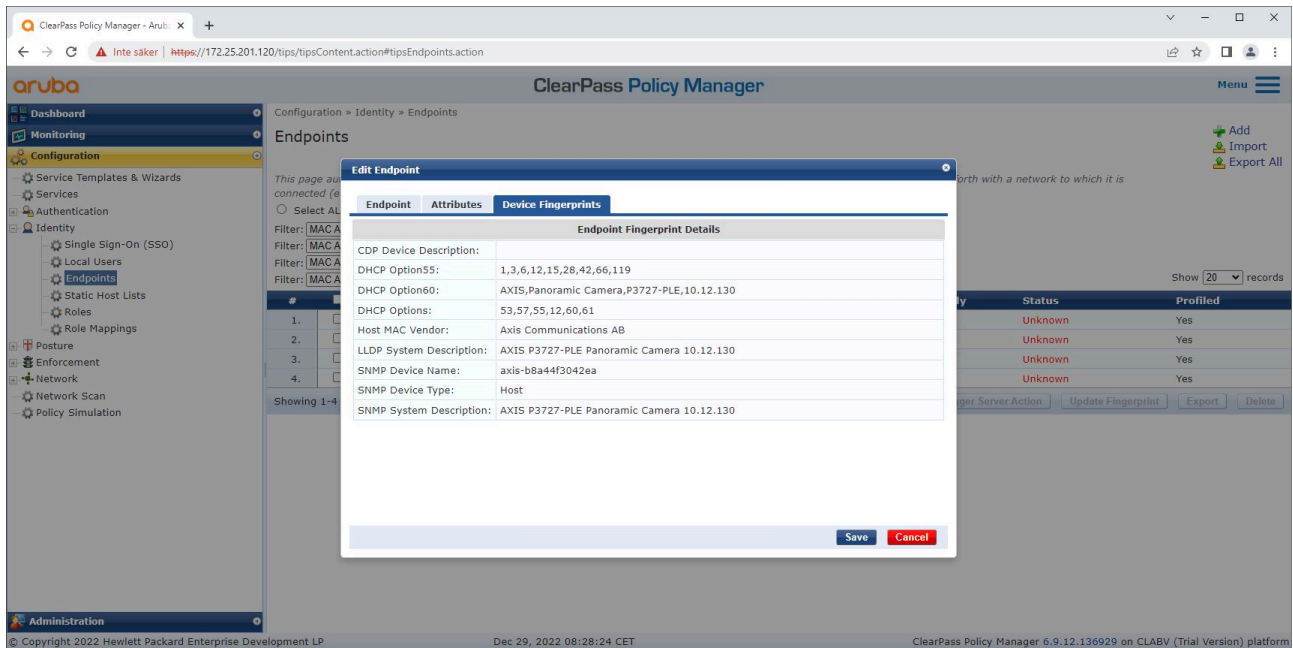 ClearPass Policy Manager - Arub
Inte säker | https://172.25.201.120/tips/tipsContent.action#tipsEndpoints.action
aruba
ClearPass Policy Manager
Menu
Dashboard
Monitoring
Configuration
Service Templates & Wizards
Services
Authentication
Identity
Single Sign-On (SSO)
Local Users
Endpoints
Static Host Lists
Roles
Role Mappings
Posture
Enforcement
Network
Network Scan
Policy Simulation
Administration
Configuration » Identity » Endpoints
Endpoints
Add
Import
Export All
This page au
orth with a network to which it is
connected (e
Select AL
Filter: MAC A
Filter: MAC A
Filter: MAC A
Filter: MAC A
Show 20 records
# ly Status Profiled
1. Unknown Yes
2. Unknown Yes
3. Unknown Yes
4. Unknown Yes
Showing 1-4
ger Server Action Update Fingerprint Export Delete
Edit Endpoint
Endpoint Attributes Device Fingerprints
Endpoint Fingerprint Details
CDP Device Description:
DHCP Option55: 1,3,6,12,15,28,42,66,119
DHCP Option60: AXIS,Panoramic Camera,P3727-PLE,10.12.130
DHCP Options: 53,57,55,12,60,61
Host MAC Vendor: Axis Communications AB
LLDP System Description: AXIS P3727-PLE Panoramic Camera 10.12.130
SNMP Device Name: axis-b8a44f3042ea
SNMP Device Type: Host
SNMP System Description: AXIS P3727-PLE Panoramic Camera 10.12.130
Save Cancel
© Copyright 2022 Hewlett Packard Enterprise Development LP
Dec 29, 2022 08:28:24 CET
ClearPass Policy Manager 6.9.12.136929 on CLABV (Trial Version) platform